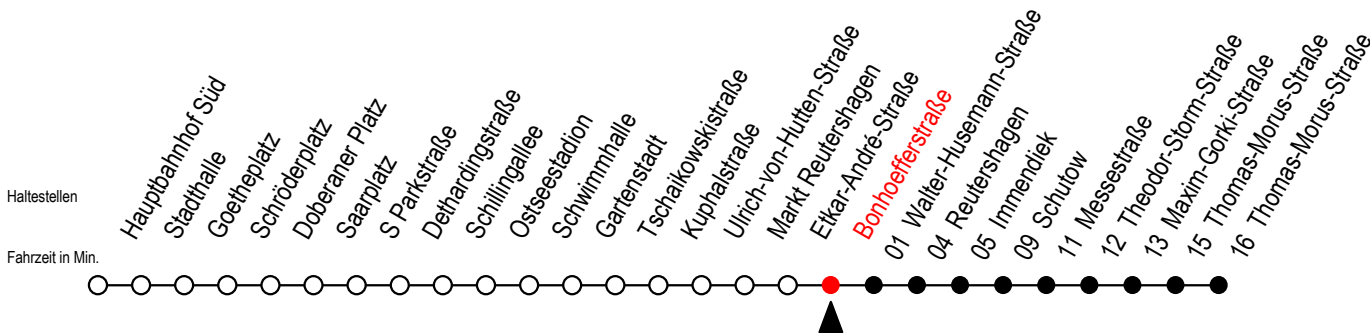 Haltestellen
Fahrzeit in Min.
Hauptbahnhof Süd
Stadthalle
Goetheplatz
Schröderplatz
Doberaner Platz
Saarplatz
S Parkstraße
Dethardingstraße
Schillingallee
Ostseestadion
Schwimmhalle
Gartenstadt
Tschaikowskistraße
Kuphalstraße
Ulrich-von-Hutten-Straße
Markt Reutershagen
Etkar-André-Straße
Bonhoefferstraße
01 Walter-Husemann-Straße
04 Reutershagen
05 Immendiek
09 Schutow
11 Messestraße
12 Theodor-Storm-Straße
13 Maxim-Gorki-Straße
15 Thomas-Morus-Straße
16 Thomas-Morus-Straße